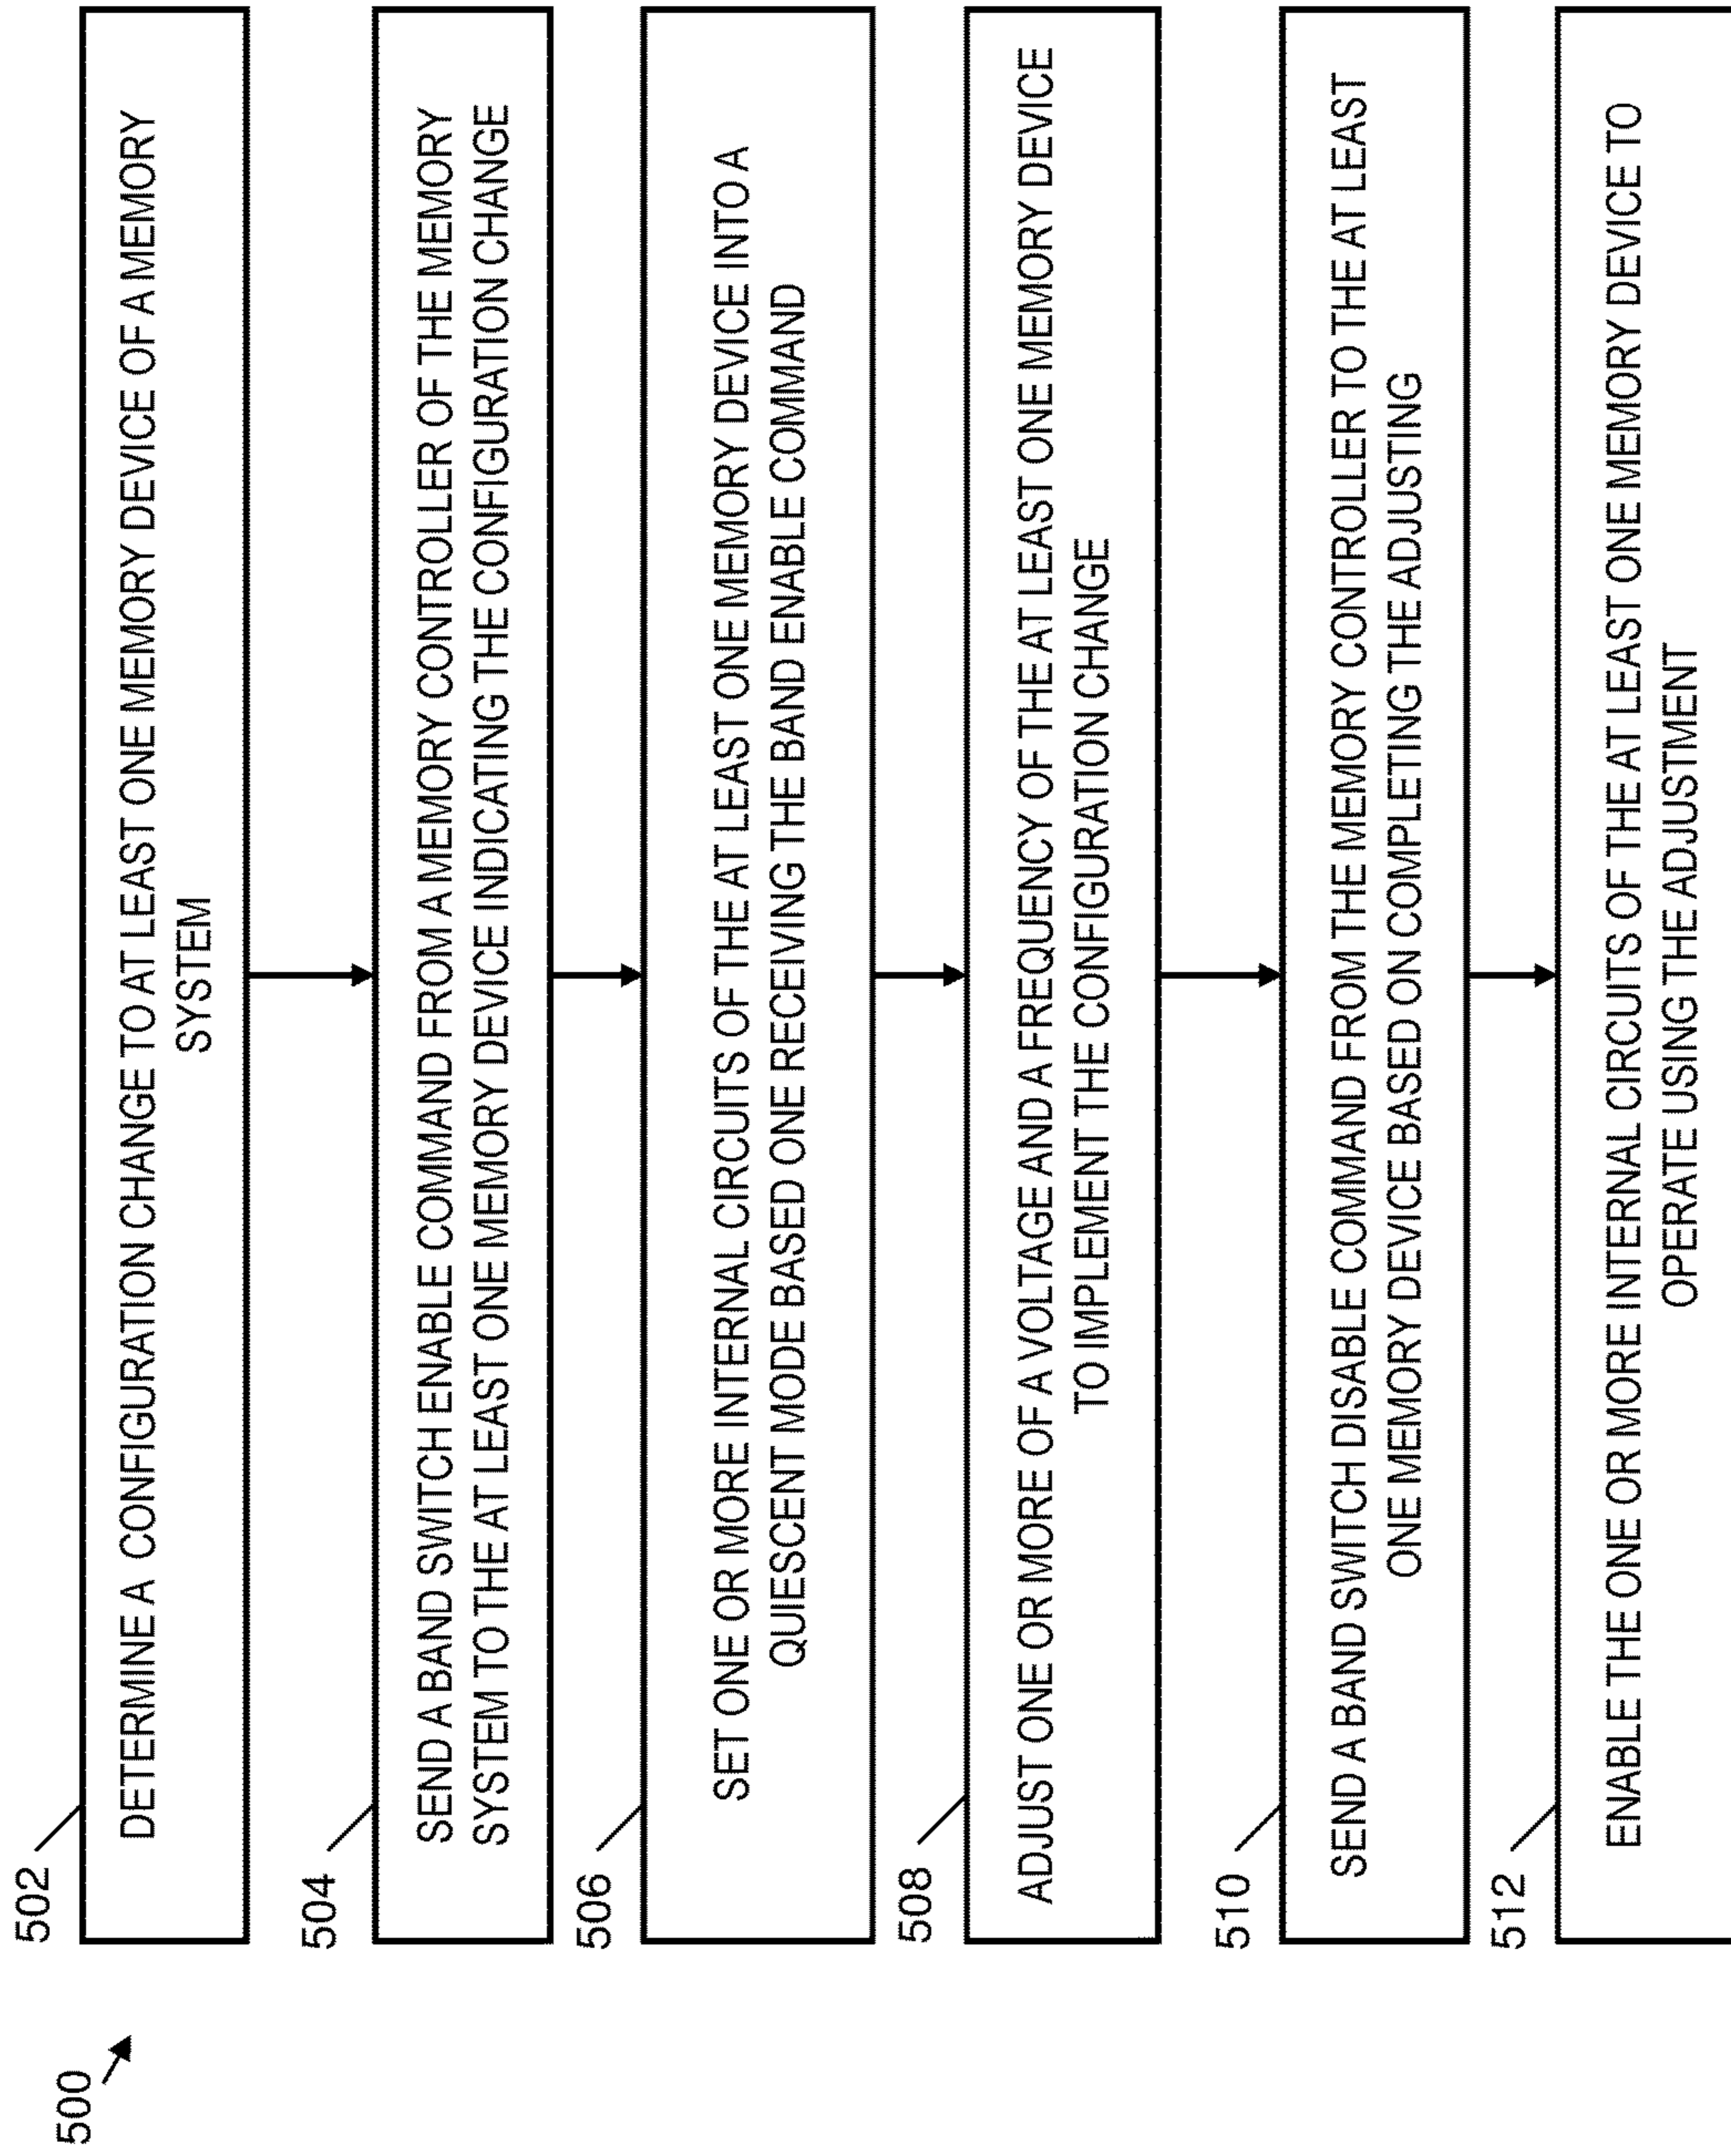 500
502
DETERMINE A CONFIGURATION CHANGE TO AT LEAST ONE MEMORY DEVICE OF A MEMORY
SYSTEM
504
SEND A BAND SWITCH ENABLE COMMAND FROM A MEMORY CONTROLLER OF THE MEMORY
SYSTEM TO THE AT LEAST ONE MEMORY DEVICE INDICATING THE CONFIGURATION CHANGE
506
SET ONE OR MORE INTERNAL CIRCUITS OF THE AT LEAST ONE MEMORY DEVICE INTO A
QUIESCENT MODE BASED ONE RECEIVING THE BAND ENABLE COMMAND
508
ADJUST ONE OR MORE OF A VOLTAGE AND A FREQUENCY OF THE AT LEAST ONE MEMORY DEVICE
TO IMPLEMENT THE CONFIGURATION CHANGE
510
SEND A BAND SWITCH DISABLE COMMAND FROM THE MEMORY CONTROLLER TO THE AT LEAST
ONE MEMORY DEVICE BASED ON COMPLETING THE ADJUSTING
512
ENABLE THE ONE OR MORE INTERNAL CIRCUITS OF THE AT LEAST ONE MEMORY DEVICE TO
OPERATE USING THE ADJUSTMENT